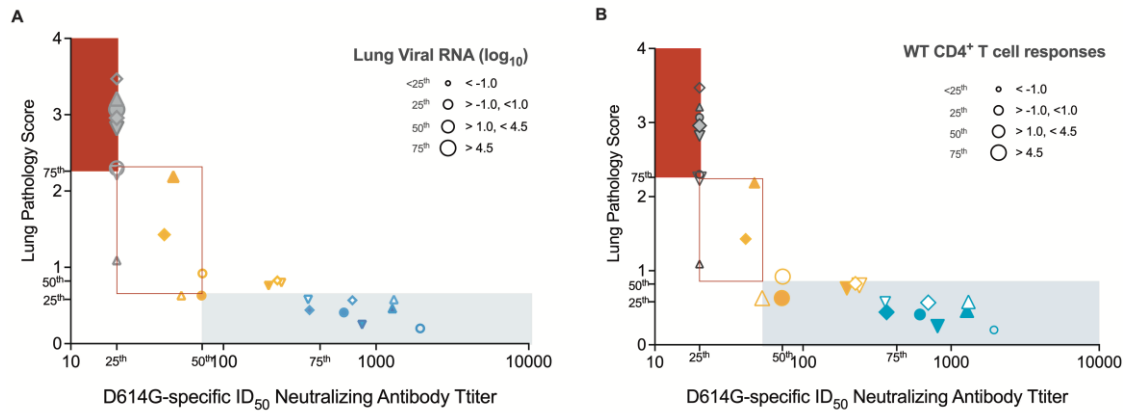 A
Lung Viral RNA (log10)
<25th < -1.0
25th > -1.0, <1.0
50th > 1.0, < 4.5
75th > 4.5
Lung Pathology Score
4
3
75th
2
1
50th
25th
0
10 25th 50th 100 75th 1000 10000
D614G-specific ID50 Neutralizing Antibody Ttiter
B
WT CD4+ T cell responses
<25th < -1.0
25th > -1.0, <1.0
50th > 1.0, < 4.5
75th > 4.5
Lung Pathology Score
4
3
75th
2
1
50th
25th
0
10 25th 50th 100 75th 1000 10000
D614G-specific ID50 Neutralizing Antibody Ttiter